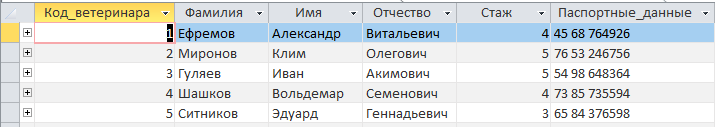 Код_ветеринара Фамилия Имя Отчество Стаж Паспортные_данные
1 Ефремов Александр Витальевич 4 45 68 764926
2 Миронов Клим Олегович 5 76 53 246756
3 Гуляев Иван Акимович 5 54 98 648364
4 Шашков Вольдемар Семенович 4 73 85 735594
5 Ситников Эдуард Геннадьевич 3 65 84 376598